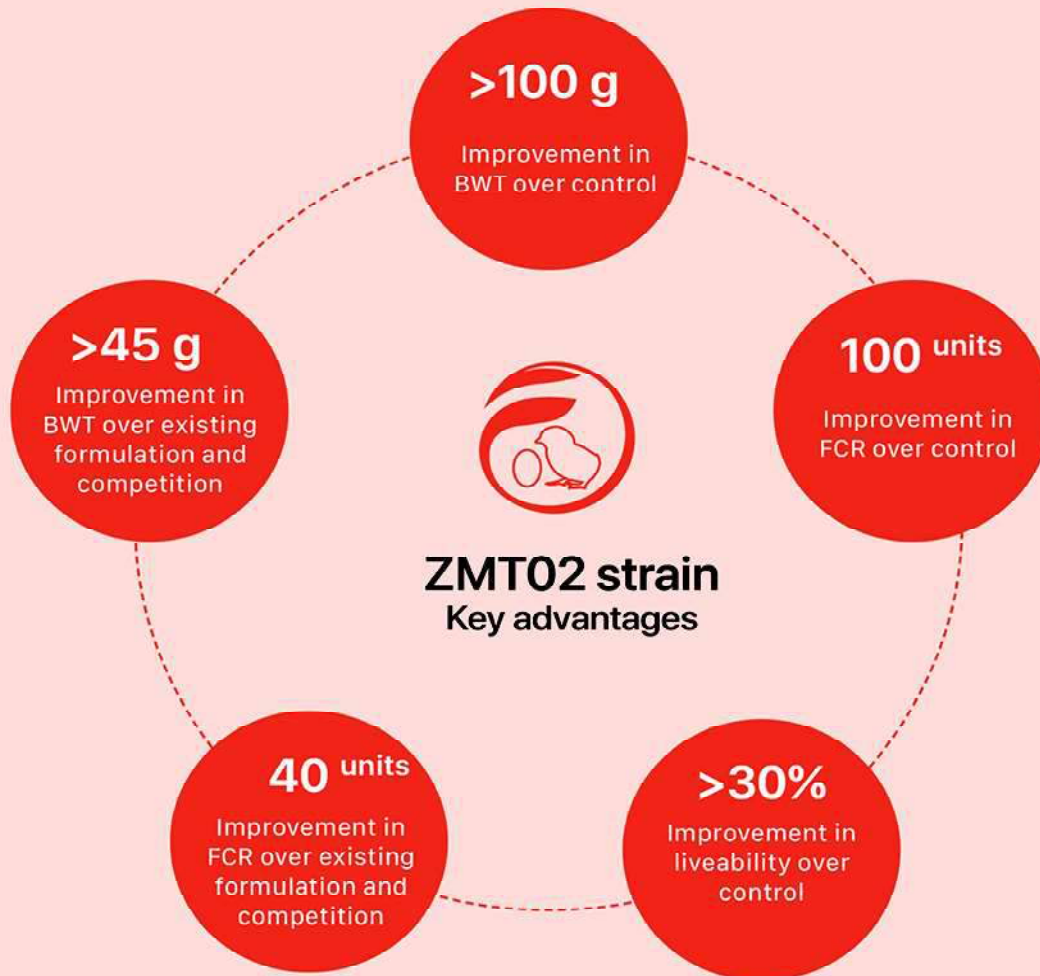 >100 g
Improvement in
BWT over control
100 units
Improvement in
FCR over control
>30%
Improvement in
liveability over
control
40 units
Improvement in
FCR over existing
formulation and
competition
>45 g
Improvement in
BWT over existing
formulation and
competition
ZMT02 strain
Key advantages